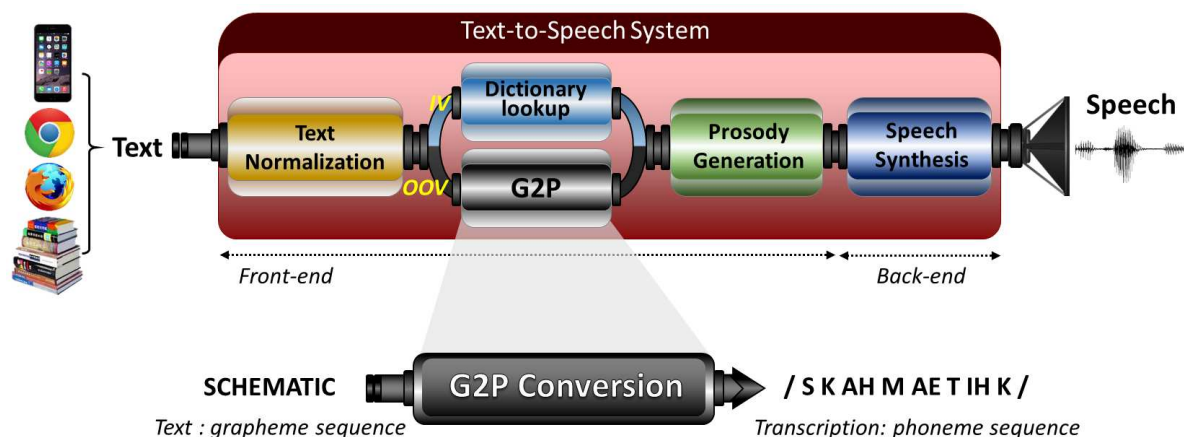 Text-to-Speech System
Text
Text
Normalization
IV
OOV
Dictionary
lookup
G2P
Prosody
Generation
Speech
Synthesis
Speech
Front-end
Back-end
SCHEMATIC
G2P Conversion
/ S K AH M AE T IH K /
Text : grapheme sequence
Transcription: phoneme sequence